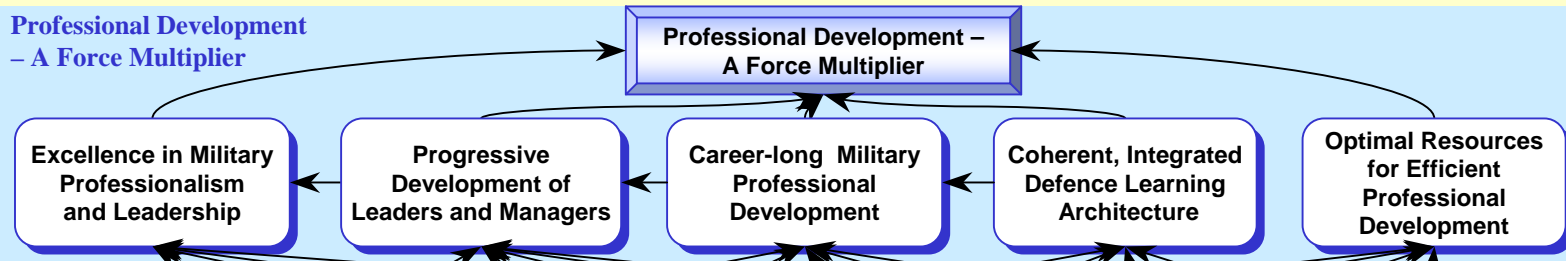 Professional Development
– A Force Multiplier
Professional Development –
A Force Multiplier
Excellence in Military
Professionalism
and Leadership
Progressive
Development of
Leaders and Managers
Career-long Military
Professional
Development
Coherent, Integrated
Defence Learning
Architecture
Optimal Resources
for Efficient
Professional
Development